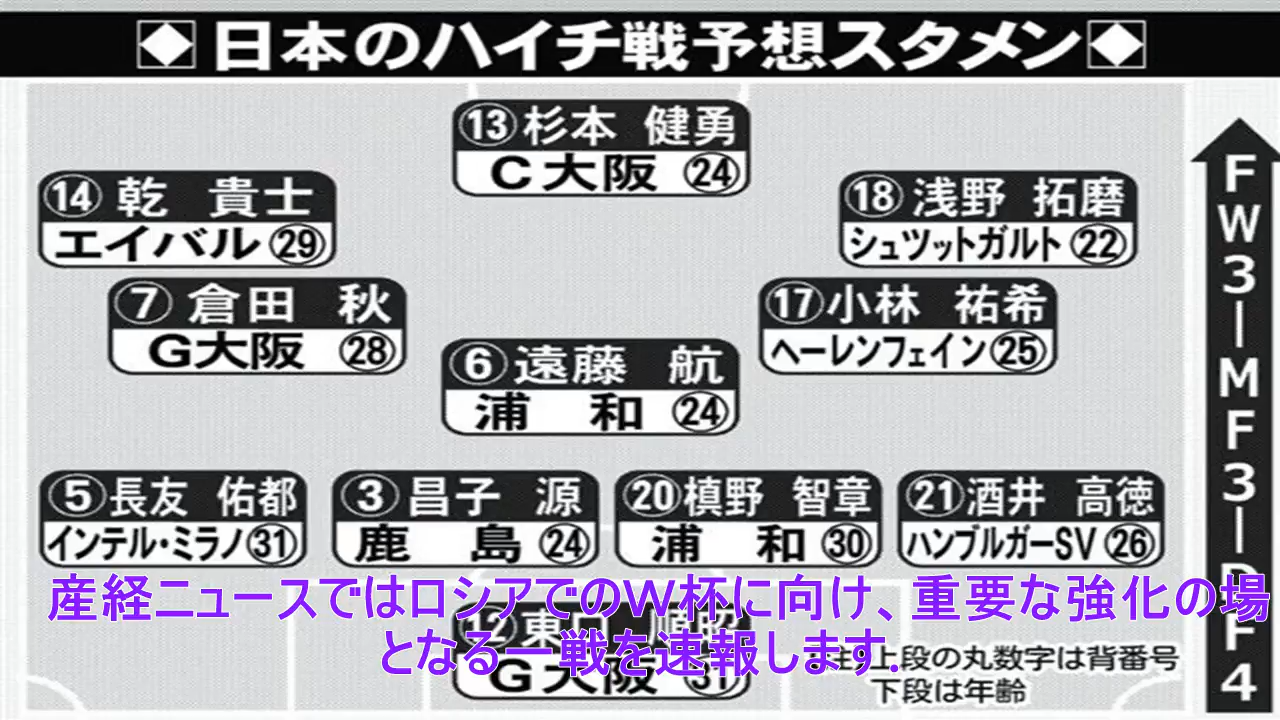 ◆日本のハイチ戦予想スタメン◆
⑬杉本 健勇
C大阪 ㉔
⑭乾 貴士
エイバル㉙
⑱浅野 拓磨
シュツットガルト㉒
⑦倉田 秋
G大阪 ㉘
⑰小林 祐希
ヘーレンフェイン㉕
⑥遠藤 航
浦 和 ㉔
⑤長友 佑都
インテル・ミラノ㉛
③昌子 源
鹿 島 ㉔
⑳槙野 智章
浦 和 ㉚
㉑酒井 高徳
ハンブルガーSV㉖
産経ニュースではロシアでのW杯に向け、重要な強化の場
となる一戦を速報します.
⑫東口 順昭
G大阪 ㉛
上段の丸数字は背番号
下段は年齢
FW3―MF3―DF4